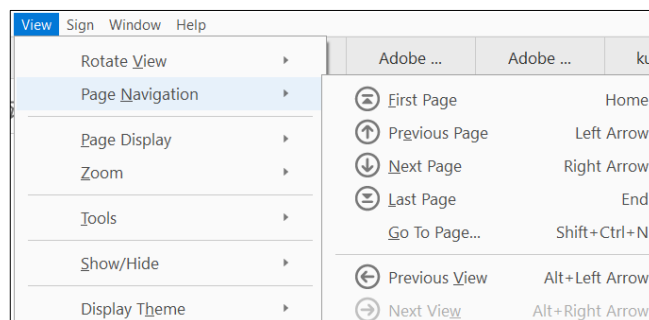 View Sign Window Help
Adobe ... Adobe ...
Rotate View
Page Navigation
Page Display
Zoom
Tools
Show/Hide
Display Theme
First Page Home
Previous Page Left Arrow
Next Page Right Arrow
Last Page End
Go To Page... Shift+Ctrl+N
Previous View Alt+Left Arrow
Next View Alt+Right Arrow